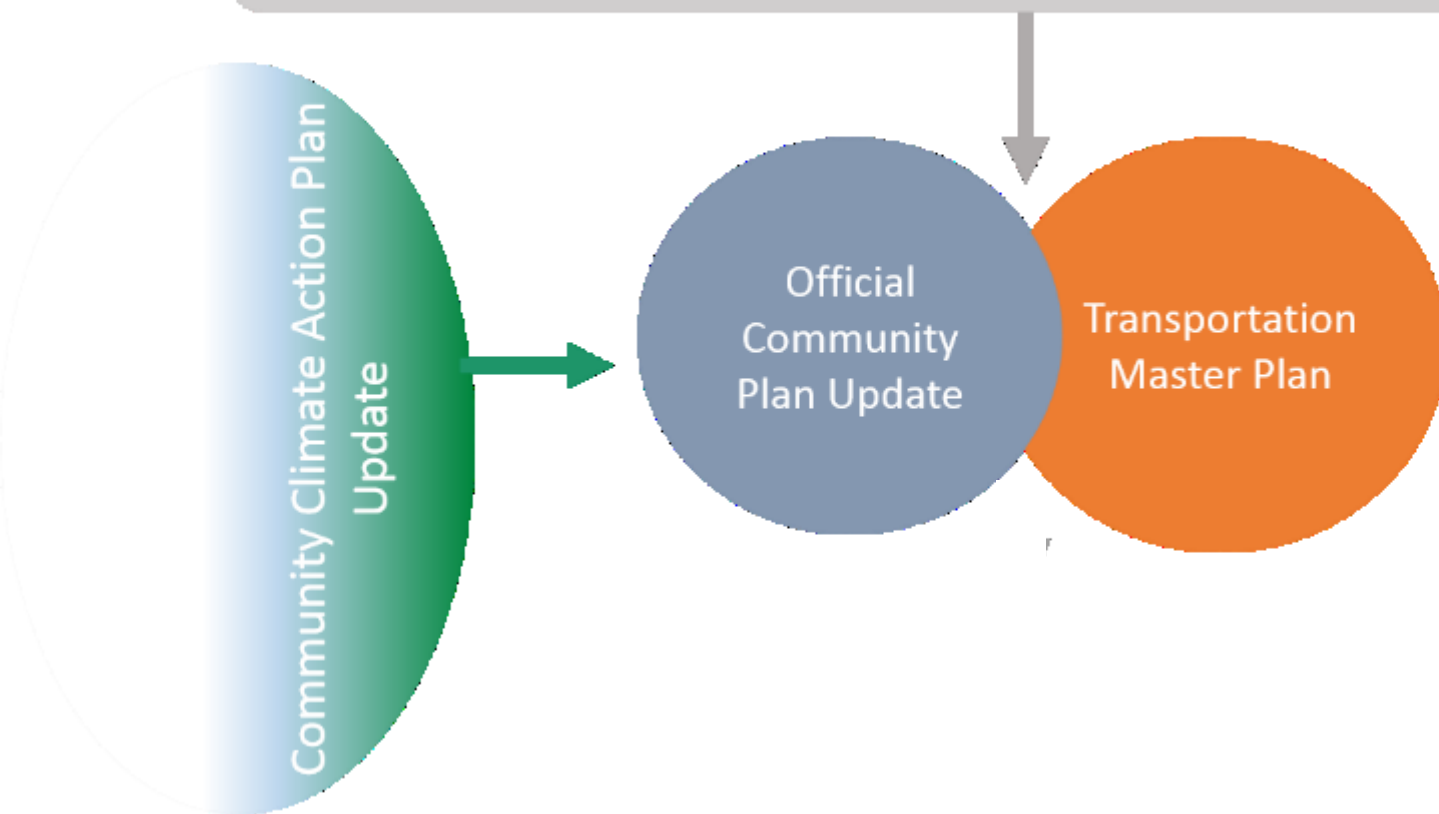 Community Climate Action Plan
Update
Official
Community
Plan Update
Transportation
Master Plan